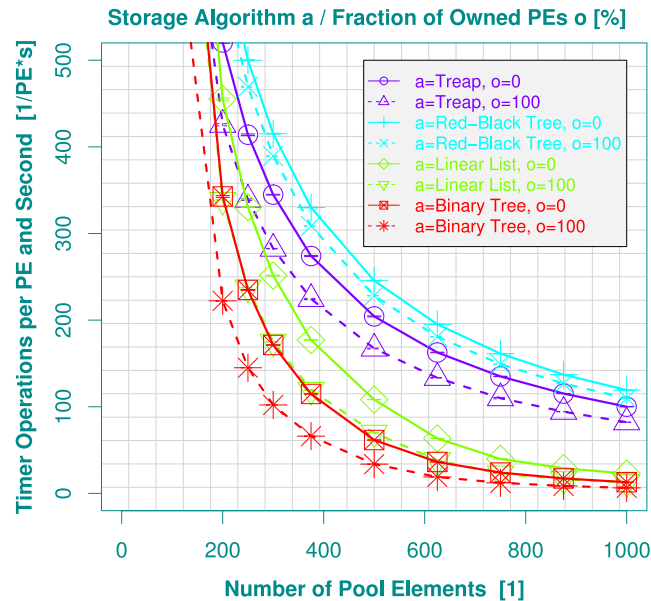 Storage Algorithm a / Fraction of Owned PEs o [%]
Timer Operations per PE and Second [1/PE*s]
500
400
300
200
100
0
a=Treap, o=0
a=Treap, o=100
a=Red-Black Tree, o=0
a=Red-Black Tree, o=100
a=Linear List, o=0
a=Linear List, o=100
a=Binary Tree, o=0
a=Binary Tree, o=100
0 200 400 600 800 1000
Number of Pool Elements [1]